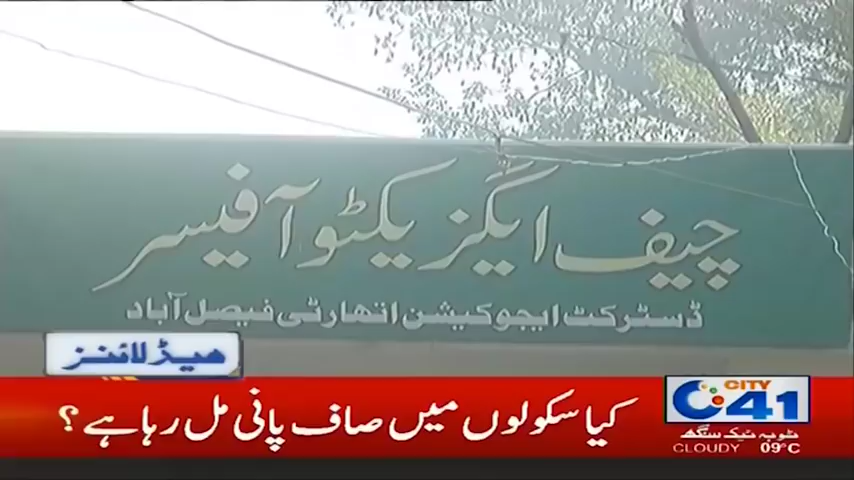 چیف ایگزیکٹو آفیسر
ڈسٹرکٹ ایجوکیشن اتھارٹی فیصل آباد
ہیڈ لائنز
کیا سکولوں میں صاف پانی مل رہا ہے؟
CITY
41
ٹوبہ ٹیک سنگھ
CLOUDY 09°C